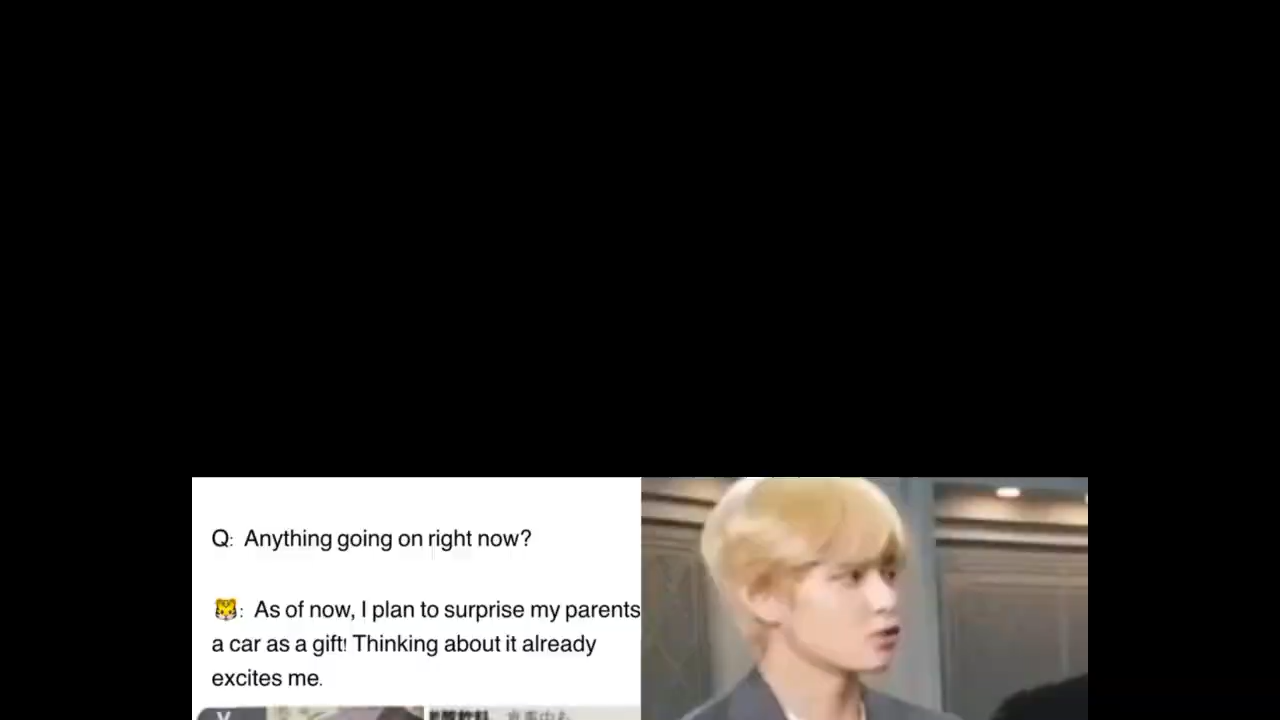 Q: Anything going on right now?
🐯: As of now, I plan to surprise my parents
a car as a gift! Thinking about it already
excites me.